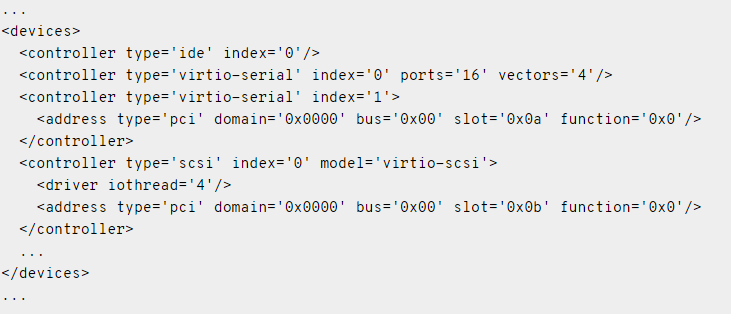 ...
<devices>
  <controller type='ide' index='0'/>
  <controller type='virtio-serial' index='0' ports='16' vectors='4'/>
  <controller type='virtio-serial' index='1'>
    <address type='pci' domain='0x0000' bus='0x00' slot='0x0a' function='0x0'/>
  </controller>
  <controller type='scsi' index='0' model='virtio-scsi'>
    <driver iothread='4'/>
    <address type='pci' domain='0x0000' bus='0x00' slot='0x0b' function='0x0'/>
  </controller>
  ...
</devices>
...